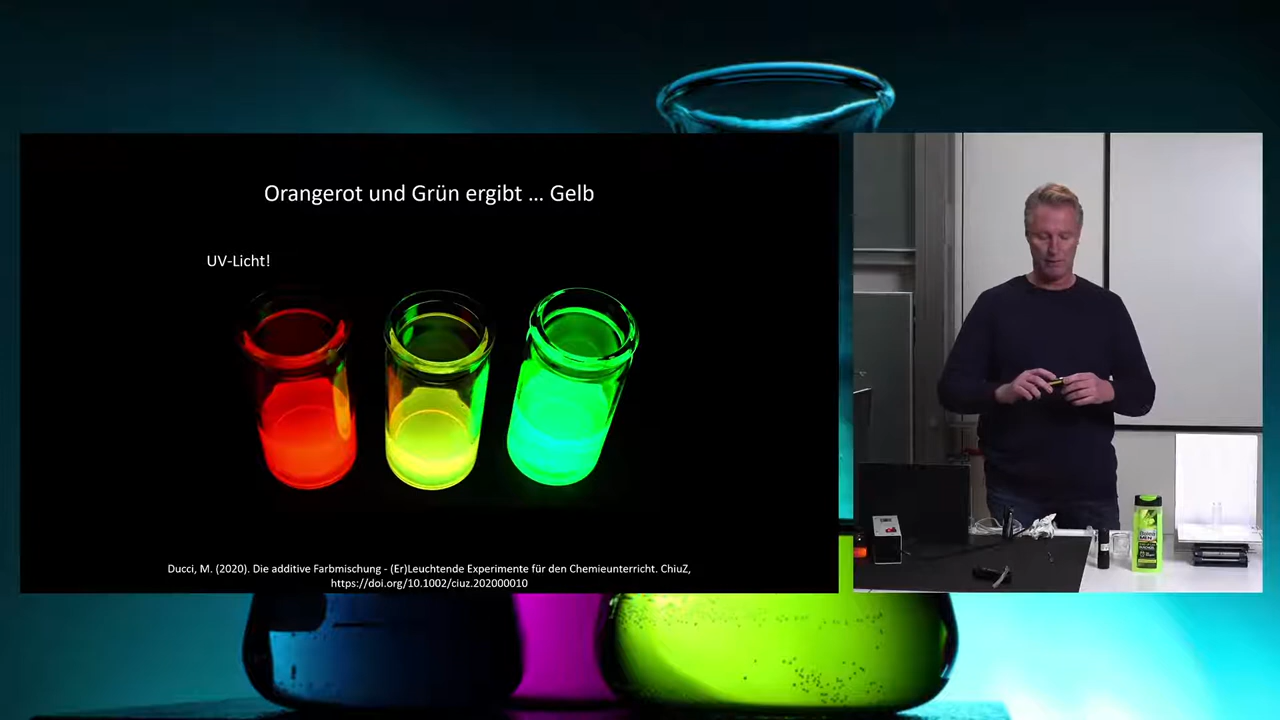 Orangerot und Grün ergibt ... Gelb
UV-Licht!
Ducci, M. (2020). Die additive Farbmischung - (Er)Leuchtende Experimente für den Chemieunterricht. ChiuZ,
https://doi.org/10.1002/ciuz.202000010